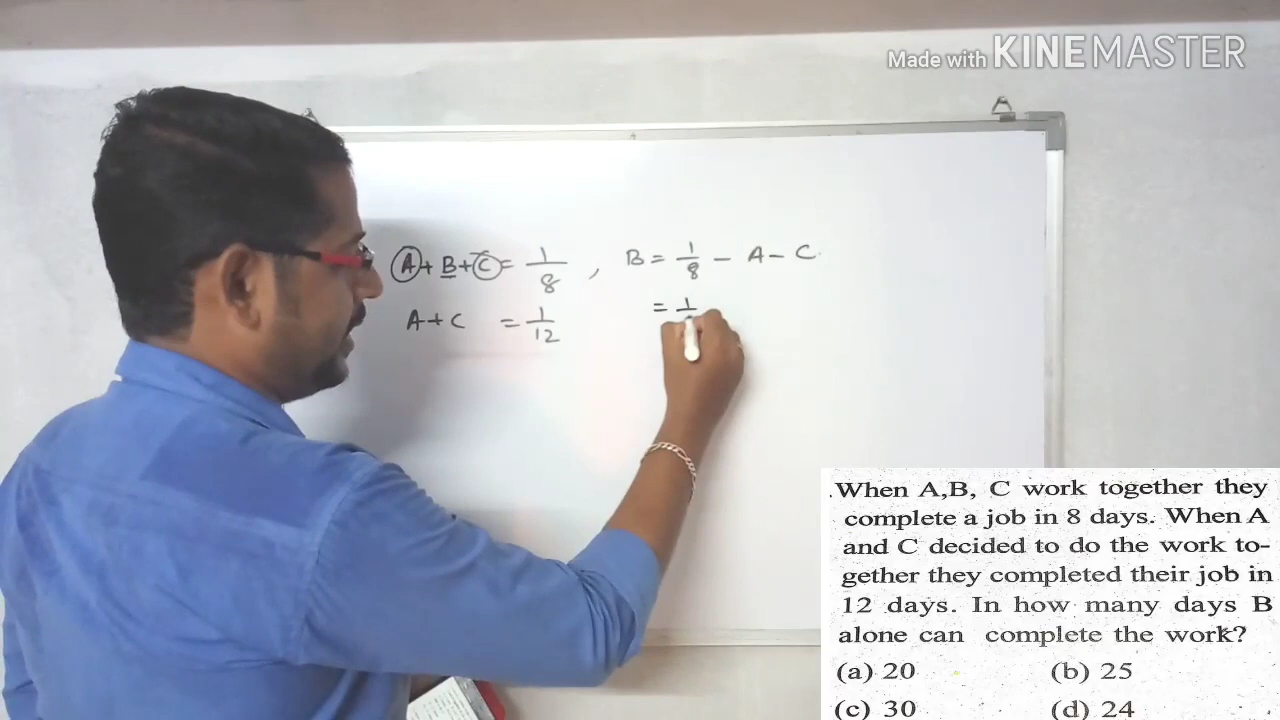 Made with KINEMASTER
A + B + C = 1/8 , B = 1/8 - A - C
A + C = 1/12
= 1/
.When A,B, C work together they
complete a job in 8 days. When A
and C decided to do the work to-
gether they completed their job in
12 days. In how many days B
alone can complete the work?
(a) 20 (b) 25
(c) 30 (d) 24